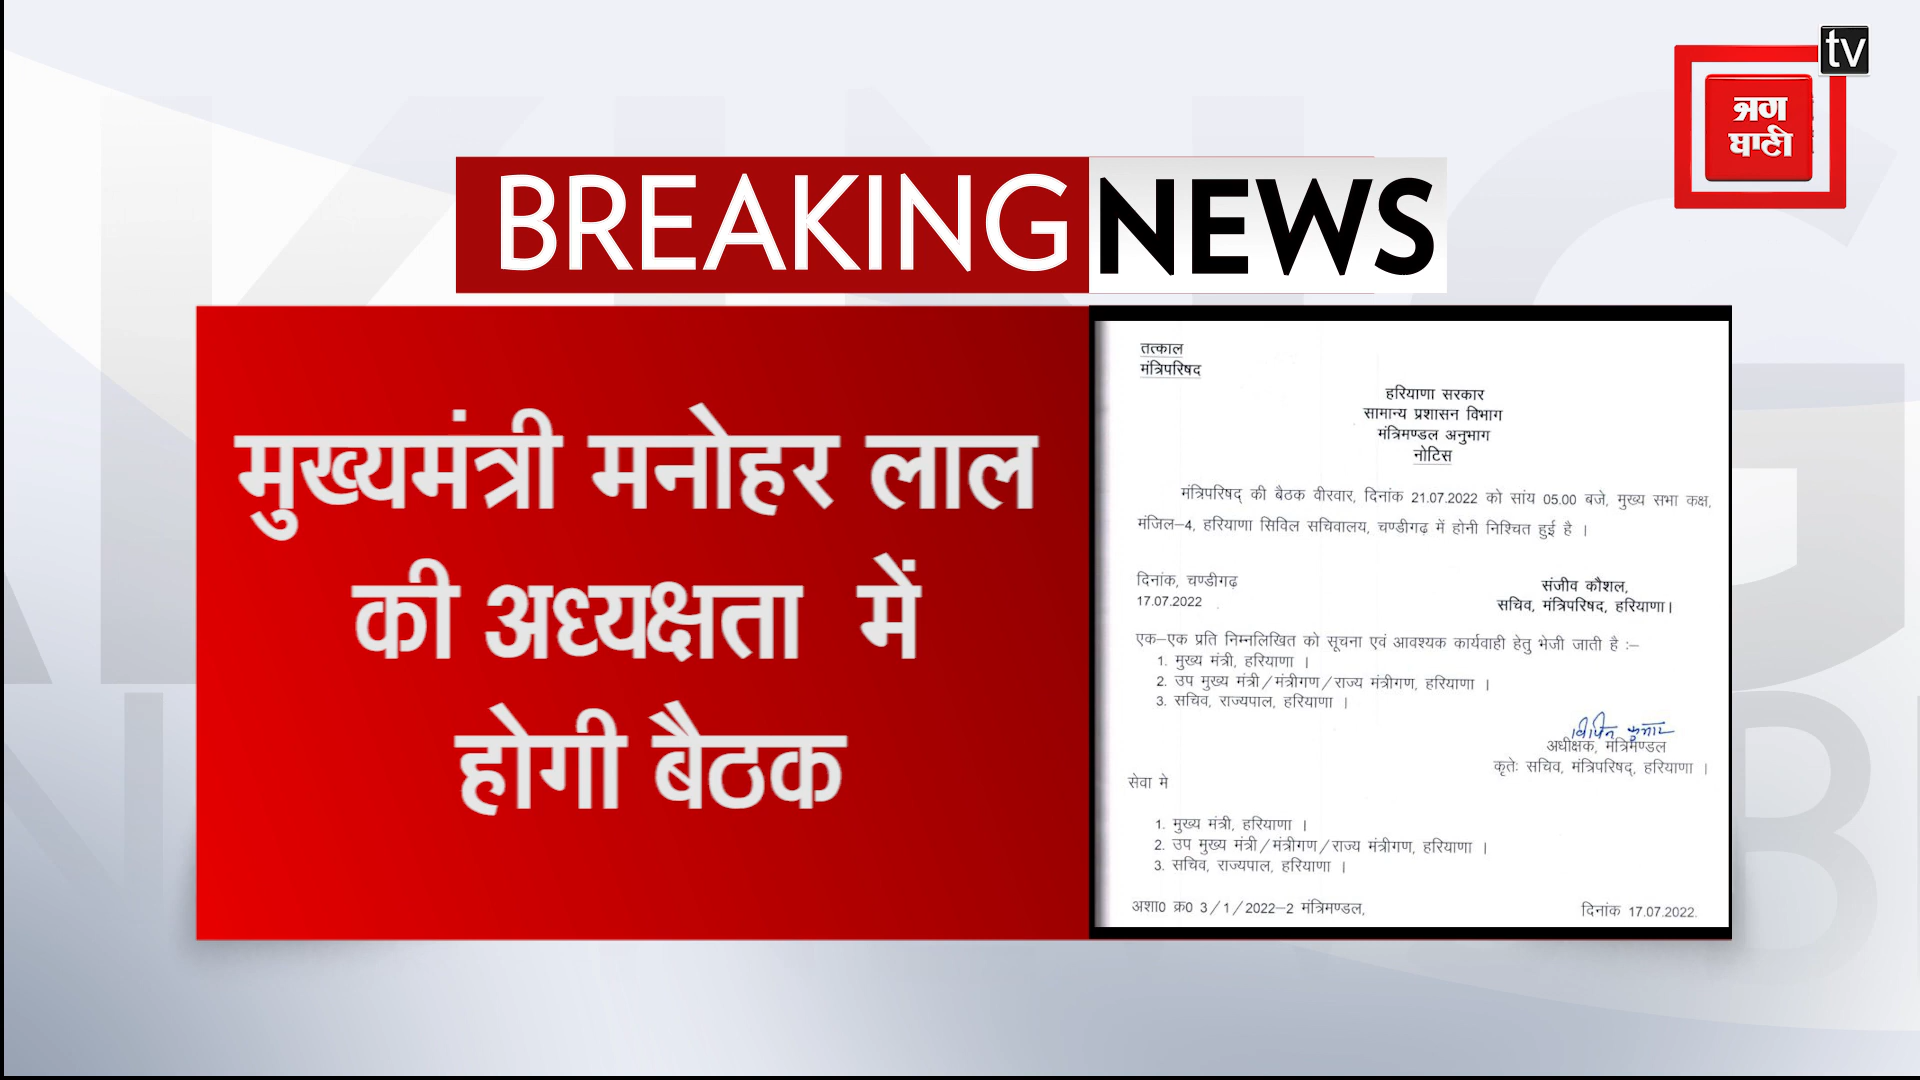 tv
ਜਗ
ਬਾਣੀ
BREAKING NEWS
मुख्यमंत्री मनोहर लाल
की अध्यक्षता में
होगी बैठक
तत्काल
मंत्रिपरिषद
हरियाणा सरकार
सामान्य प्रशासन विभाग
मंत्रिमण्डल अनुभाग
नोटिस
मंत्रिपरिषद् की बैठक वीरवार, दिनांक 21.07.2022 को सांय 05.00 बजे, मुख्य सभा कक्ष,
मंजिल–4, हरियाणा सिविल सचिवालय, चण्डीगढ़ में होनी निश्चित हुई है ।
दिनांक, चण्डीगढ़
17.07.2022
संजीव कौशल,
सचिव, मंत्रिपरिषद, हरियाणा।
एक–एक प्रति निम्नलिखित को सूचना एवं आवश्यक कार्यवाही हेतु भेजी जाती है :–
1. मुख्य मंत्री, हरियाणा ।
2. उप मुख्य मंत्री/मंत्रीगण/राज्य मंत्रीगण, हरियाणा ।
3. सचिव, राज्यपाल, हरियाणा ।
विपिन कुमार
अधीक्षक, मंत्रिमण्डल
कृतेः सचिव, मंत्रिपरिषद्, हरियाणा ।
सेवा मे
1. मुख्य मंत्री, हरियाणा ।
2. उप मुख्य मंत्री/मंत्रीगण/राज्य मंत्रीगण, हरियाणा ।
3. सचिव, राज्यपाल, हरियाणा ।
अशा0 क्र0 3/1/2022–2 मंत्रिमण्डल,
दिनांक 17.07.2022.